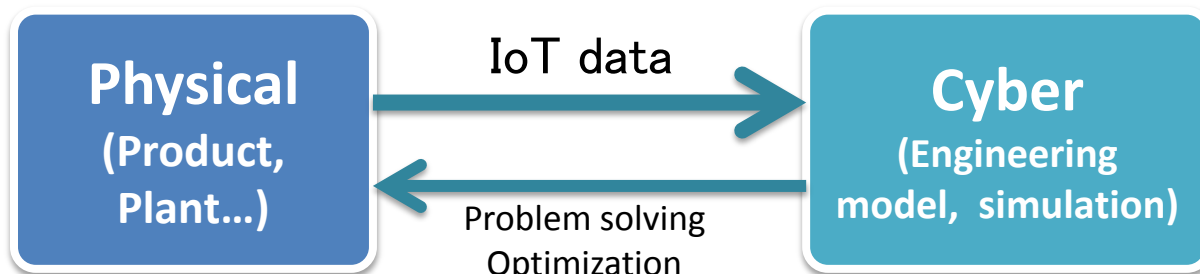 Physical
(Product,
Plant...)
IoT data
Problem solving
Optimization
Cyber
(Engineering
model, simulation)